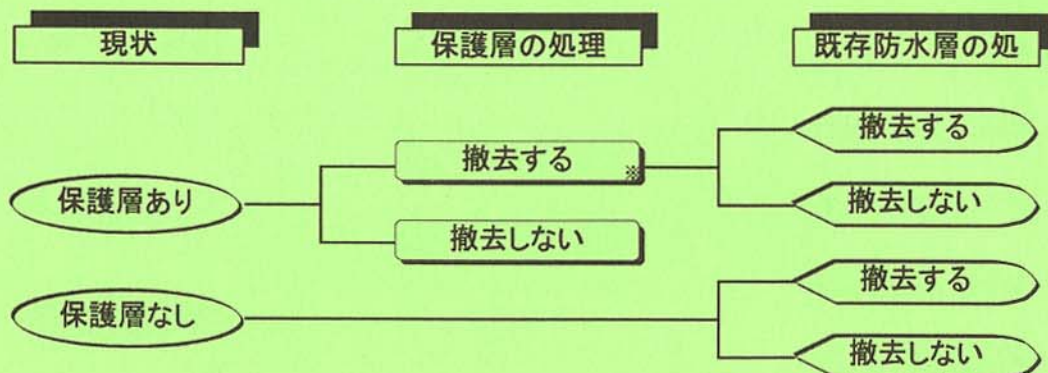 現状
保護層の処理
既存防水層の処
撤去する
撤去する
※
保護層あり
撤去しない
撤去しない
撤去する
保護層なし
撤去しない